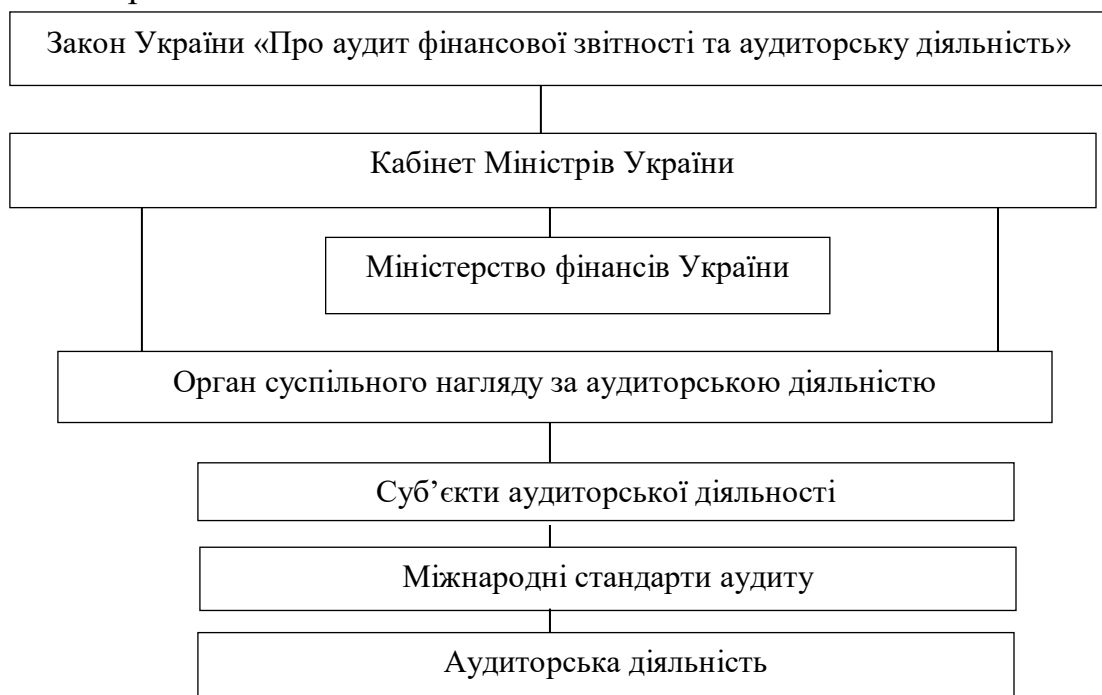 Закон України «Про аудит фінансової звітності та аудиторську діяльність»
Кабінет Міністрів України
Міністерство фінансів України
Орган суспільного нагляду за аудиторською діяльністю
Суб’єкти аудиторської діяльності
Міжнародні стандарти аудиту
Аудиторська діяльність